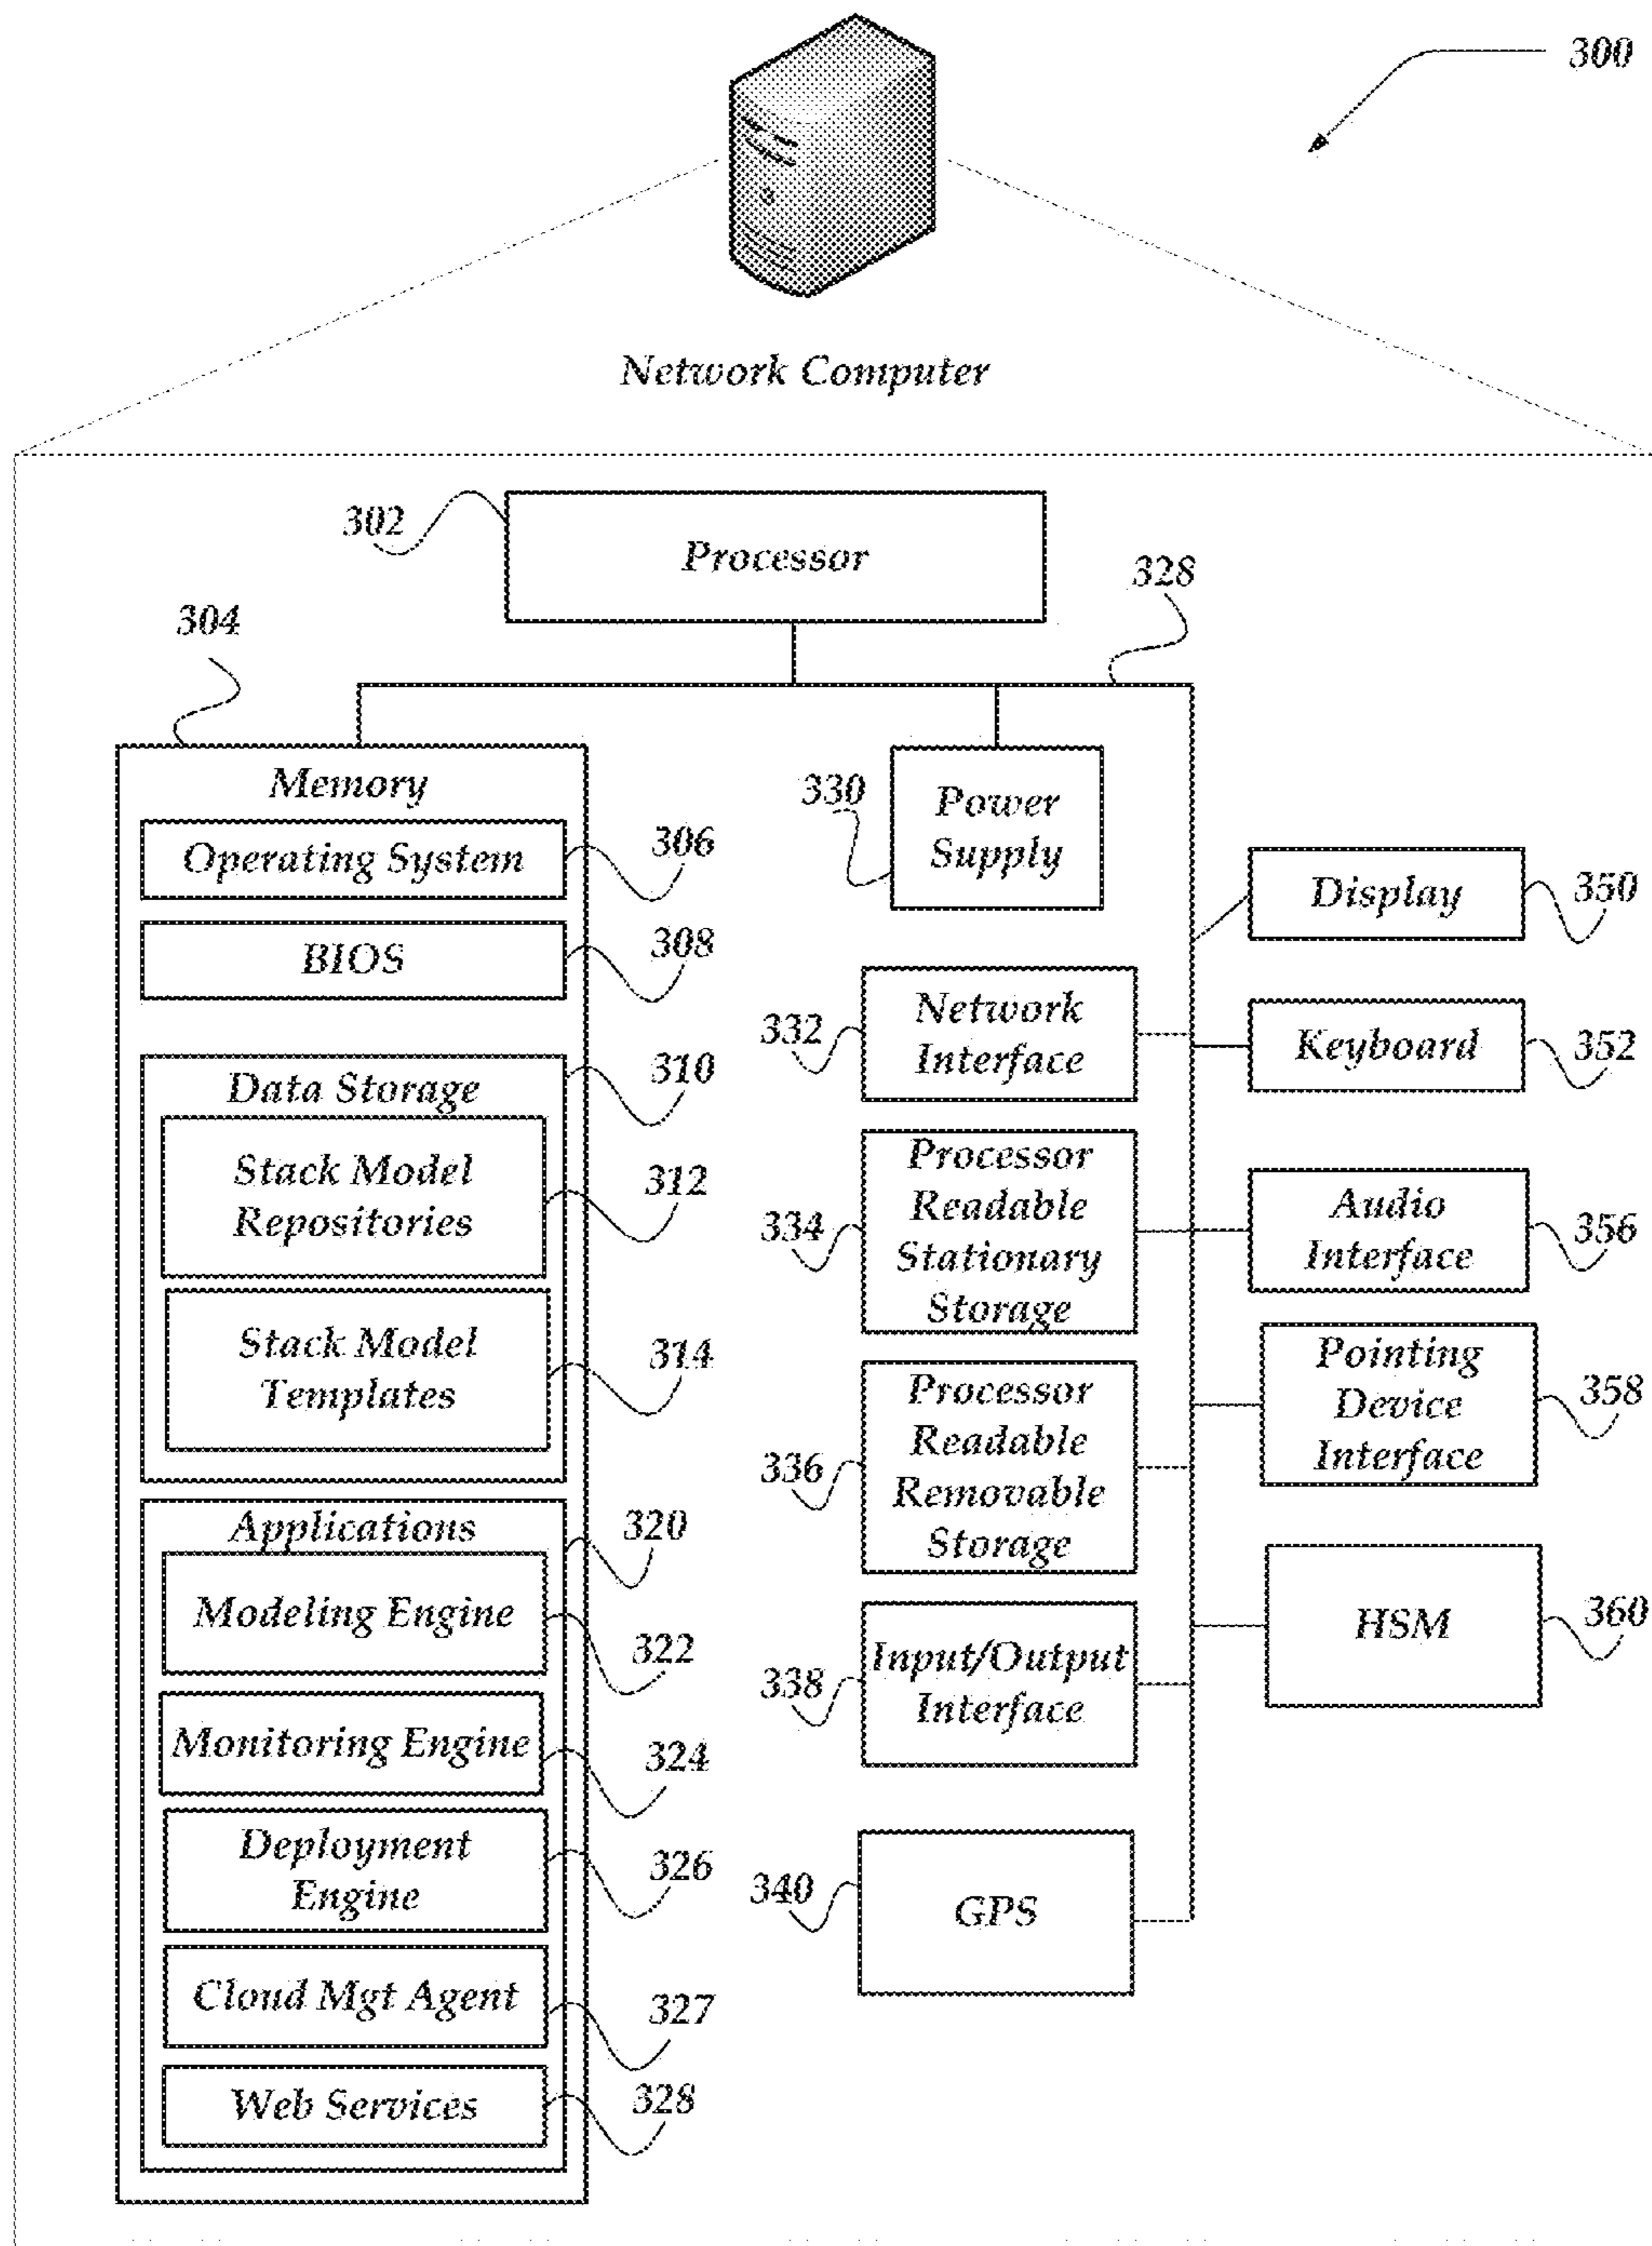 300
Network Computer
302
Processor
328
304
Memory
Operating System
306
BIOS
308
Data Storage
310
Stack Model
Repositories
312
Stack Model
Templates
314
Applications
320
Modeling Engine
322
Monitoring Engine
324
Deployment
Engine
326
Cloud Mgt Agent
327
Web Services
328
330
Power
Supply
332
Network
Interface
334
Processor
Readable
Stationary
Storage
336
Processor
Readable
Removable
Storage
338
Input/Output
Interface
340
GPS
Display
350
Keyboard
352
Audio
Interface
356
Pointing
Device
Interface
358
HSM
360